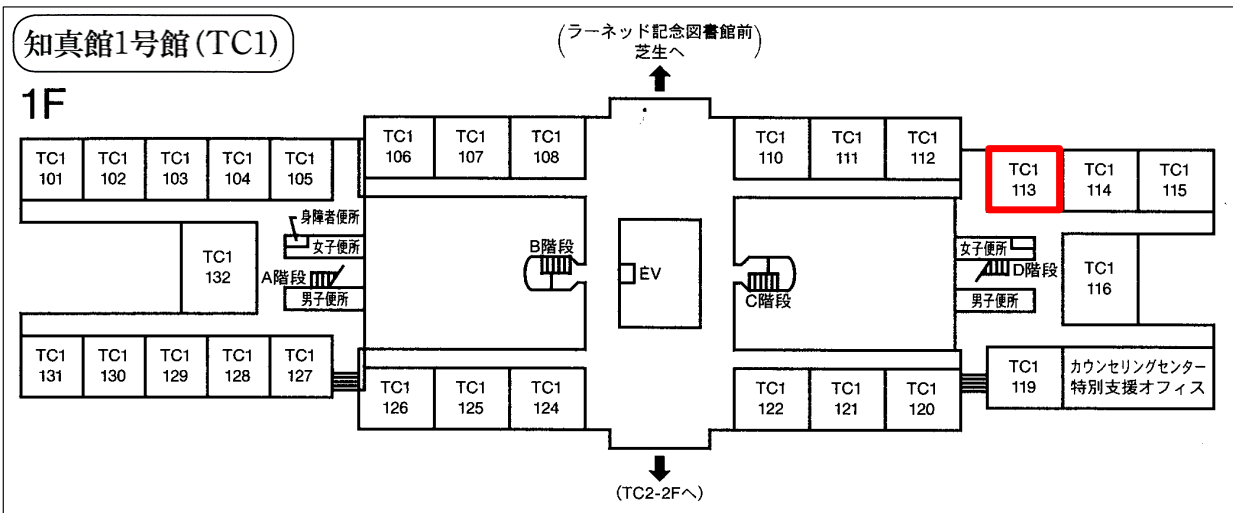 知真館1号館(TC1)
(ラーネッド記念図書館前)
芝生へ
1F
TC1
101
TC1
102
TC1
103
TC1
104
TC1
105
TC1
106
TC1
107
TC1
108
TC1
110
TC1
111
TC1
112
TC1
113
TC1
114
TC1
115
身障者便所
女子便所
TC1
132
A階段
男子便所
B階段
EV
C階段
女子便所
D階段
男子便所
TC1
116
TC1
131
TC1
130
TC1
129
TC1
128
TC1
127
TC1
126
TC1
125
TC1
124
TC1
122
TC1
121
TC1
120
TC1
119
カウンセリングセンター
特別支援オフィス
(TC2-2Fへ)